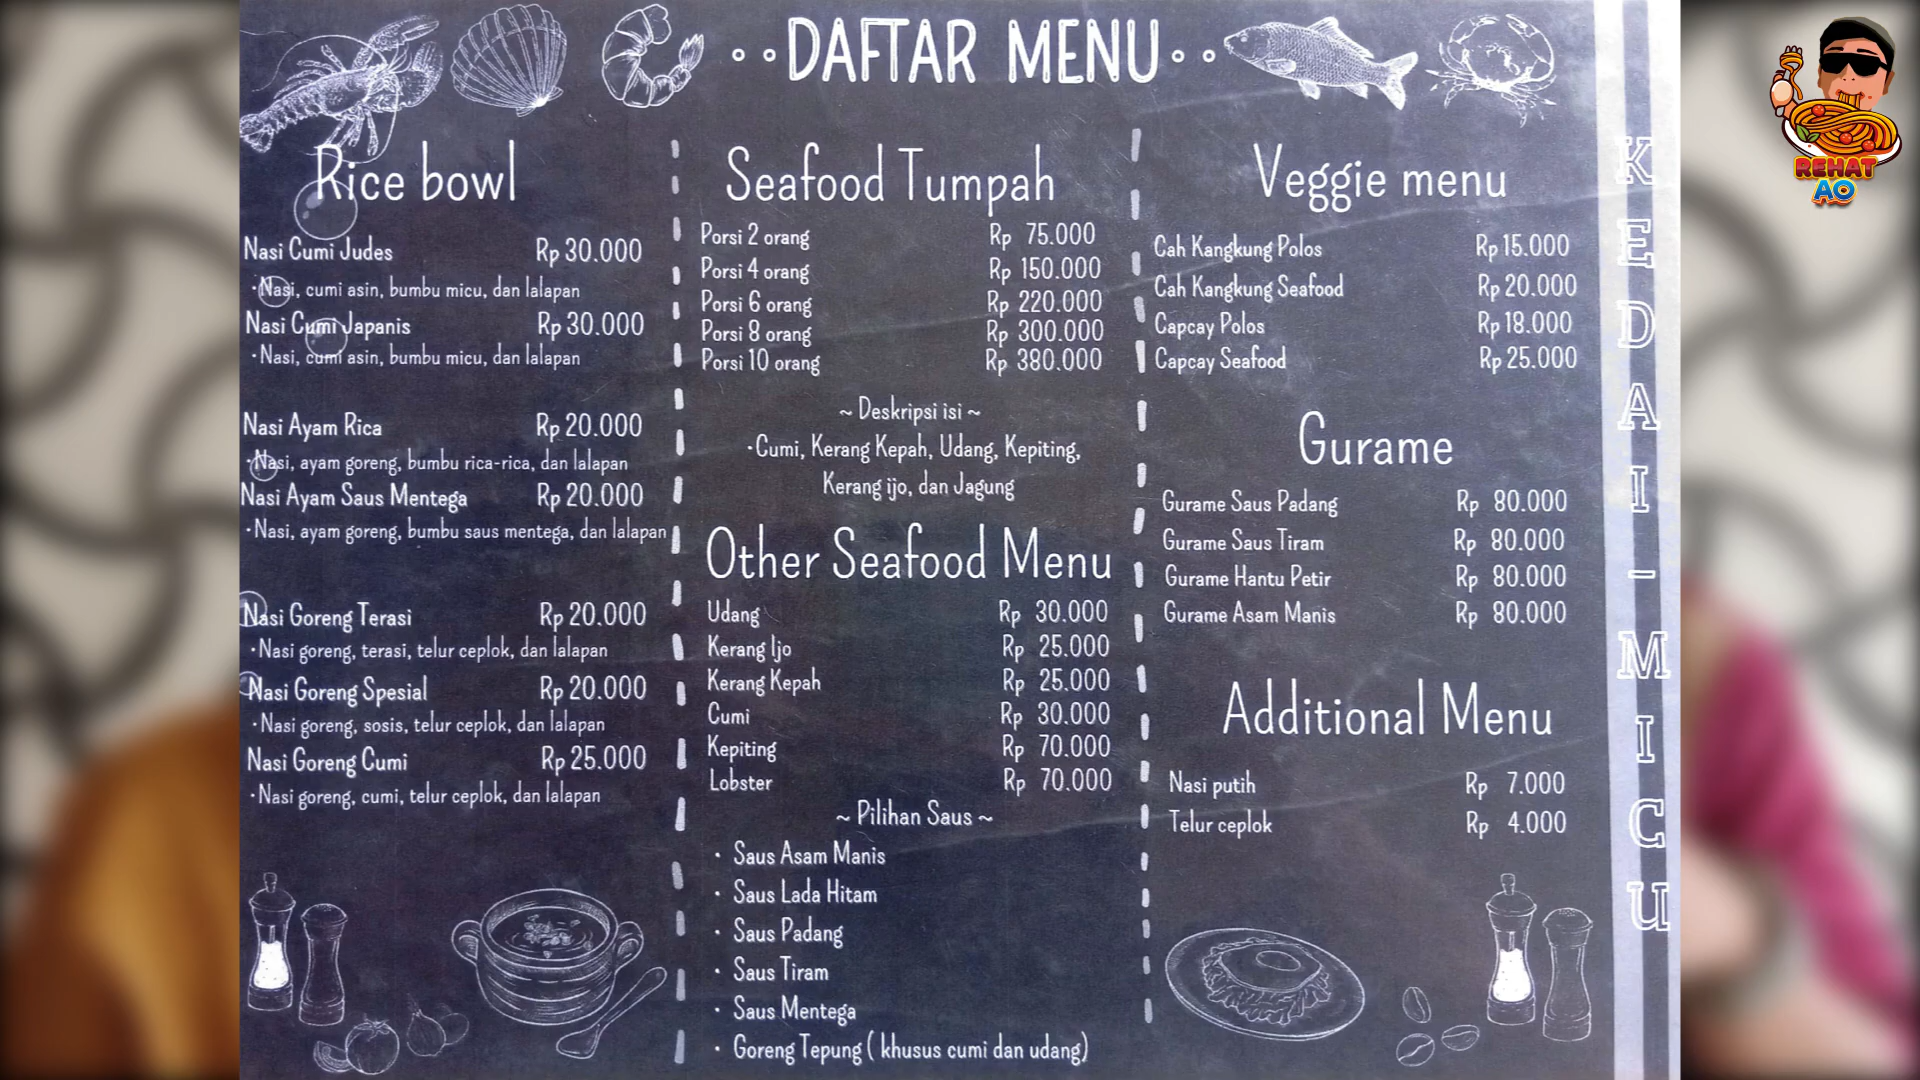 DAFTAR MENU
Rice bowl
Nasi Cumi Judes Rp 30.000
· Nasi, cumi asin, bumbu micu, dan lalapan
Nasi Cumi Japanis Rp 30.000
· Nasi, cumi asin, bumbu micu, dan lalapan
Nasi Ayam Rica Rp 20.000
· Nasi, ayam goreng, bumbu rica-rica, dan lalapan
Nasi Ayam Saus Mentega Rp 20.000
· Nasi, ayam goreng, bumbu saus mentega, dan lalapan
Nasi Goreng Terasi Rp 20.000
· Nasi goreng, terasi, telur ceplok, dan lalapan
Nasi Goreng Spesial Rp 20.000
· Nasi goreng, sosis, telur ceplok, dan lalapan
Nasi Goreng Cumi Rp 25.000
· Nasi goreng, cumi, telur ceplok, dan lalapan
Seafood Tumpah
Porsi 2 orang Rp 75.000
Porsi 4 orang Rp 150.000
Porsi 6 orang Rp 220.000
Porsi 8 orang Rp 300.000
Porsi 10 orang Rp 380.000
~ Deskripsi isi ~
· Cumi, Kerang Kepah, Udang, Kepiting,
Kerang ijo, dan Jagung
Other Seafood Menu
Udang Rp 30.000
Kerang Ijo Rp 25.000
Kerang Kepah Rp 25.000
Cumi Rp 30.000
Kepiting Rp 70.000
Lobster Rp 70.000
~ Pilihan Saus ~
· Saus Asam Manis
· Saus Lada Hitam
· Saus Padang
· Saus Tiram
· Saus Mentega
· Goreng Tepung ( khusus cumi dan udang)
Veggie menu
Cah Kangkung Polos Rp 15.000
Cah Kangkung Seafood Rp 20.000
Capcay Polos Rp 18.000
Capcay Seafood Rp 25.000
Gurame
Gurame Saus Padang Rp 80.000
Gurame Saus Tiram Rp 80.000
Gurame Hantu Petir Rp 80.000
Gurame Asam Manis Rp 80.000
Additional Menu
Nasi putih Rp 7.000
Telur ceplok Rp 4.000
KEDAI-MICU
REHAT
AO